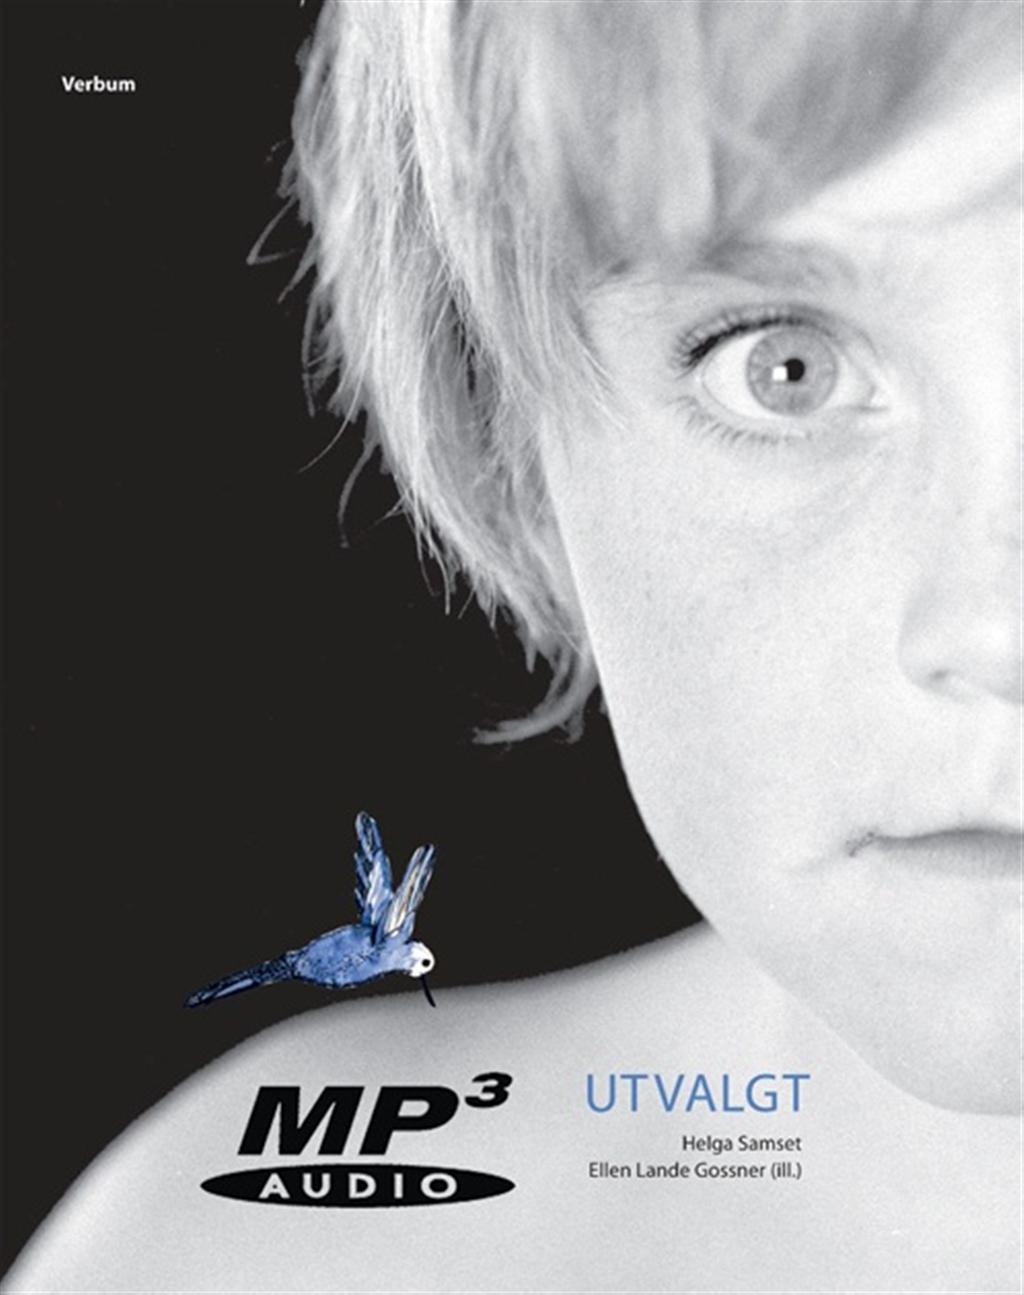 Verbum
MP3
AUDIO
UTVALGT
Helga Samset
Ellen Lande Gossner (ill.)